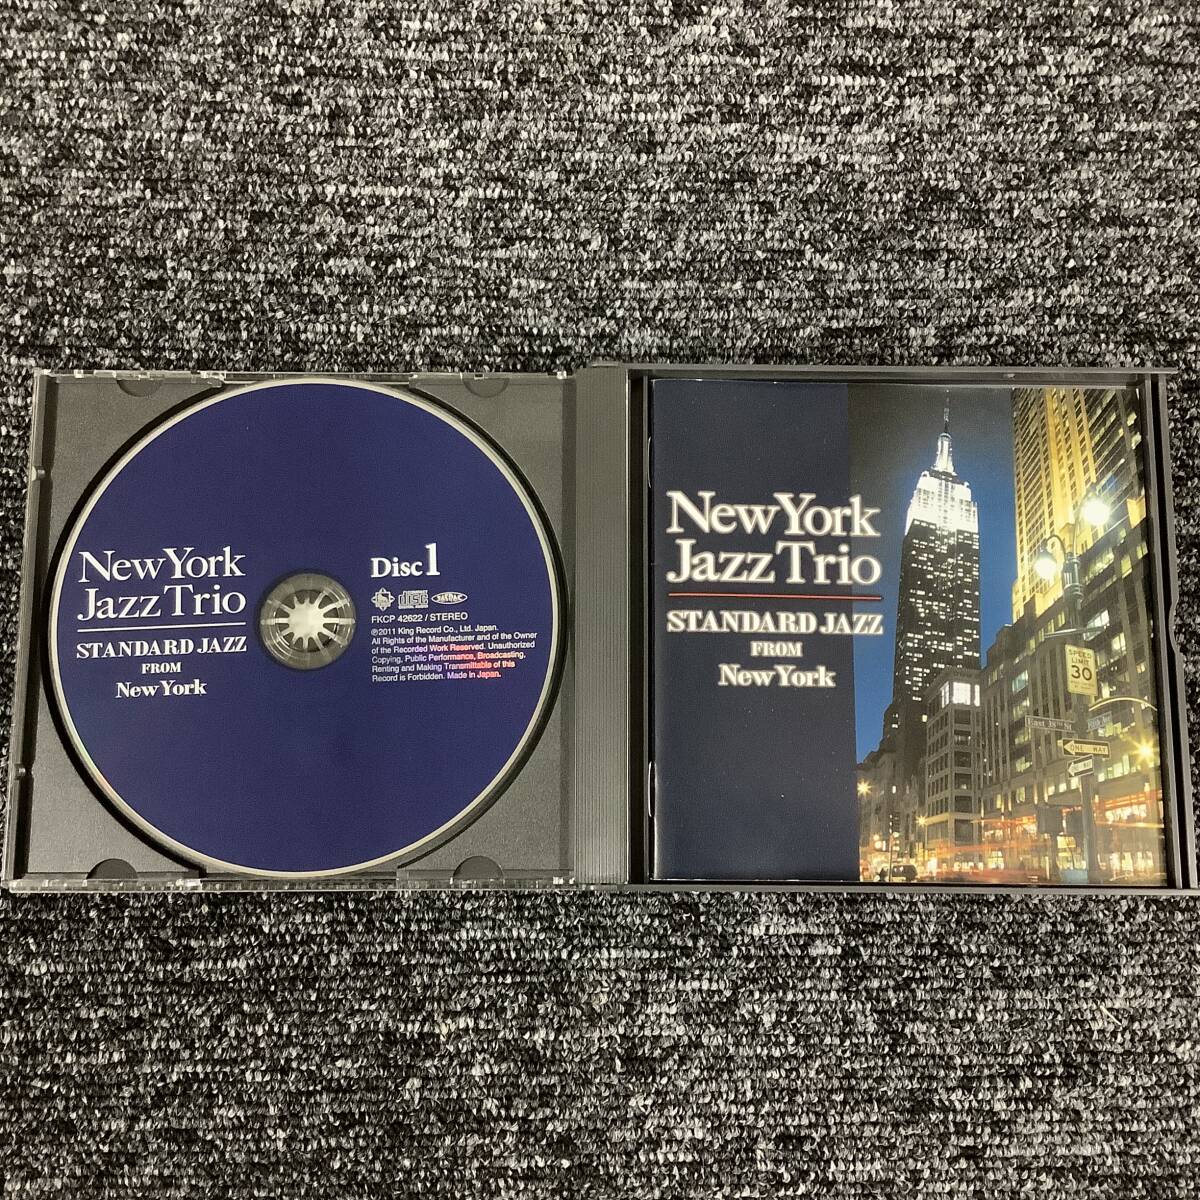 New York
Jazz Trio
STANDARD JAZZ
FROM
New York
Disc 1
FKCP 42622 / STEREO
℗2011 King Record Co., Ltd. Japan.
All Rights of the Manufacturer and of the Owner
of the Recorded Work Reserved. Unauthorized
Copying, Public Performance, Broadcasting,
Renting and Making Transmittable of this
Record is Forbidden. Made in Japan.
New York
Jazz Trio
STANDARD JAZZ
FROM
New York
SPEED
LIMIT
30
ONE WAY